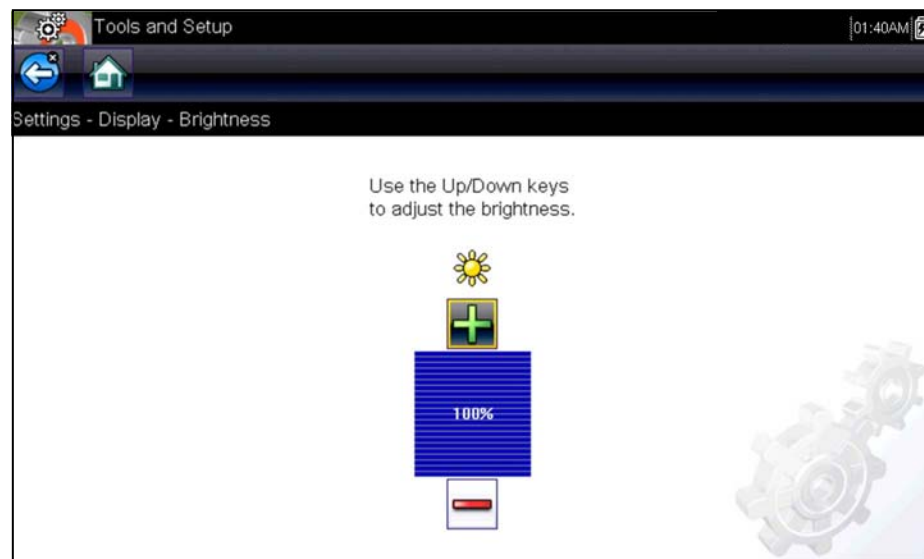 Tools and Setup
01:40AM
Settings - Display - Brightness
Use the Up/Down keys
to adjust the brightness.
100%